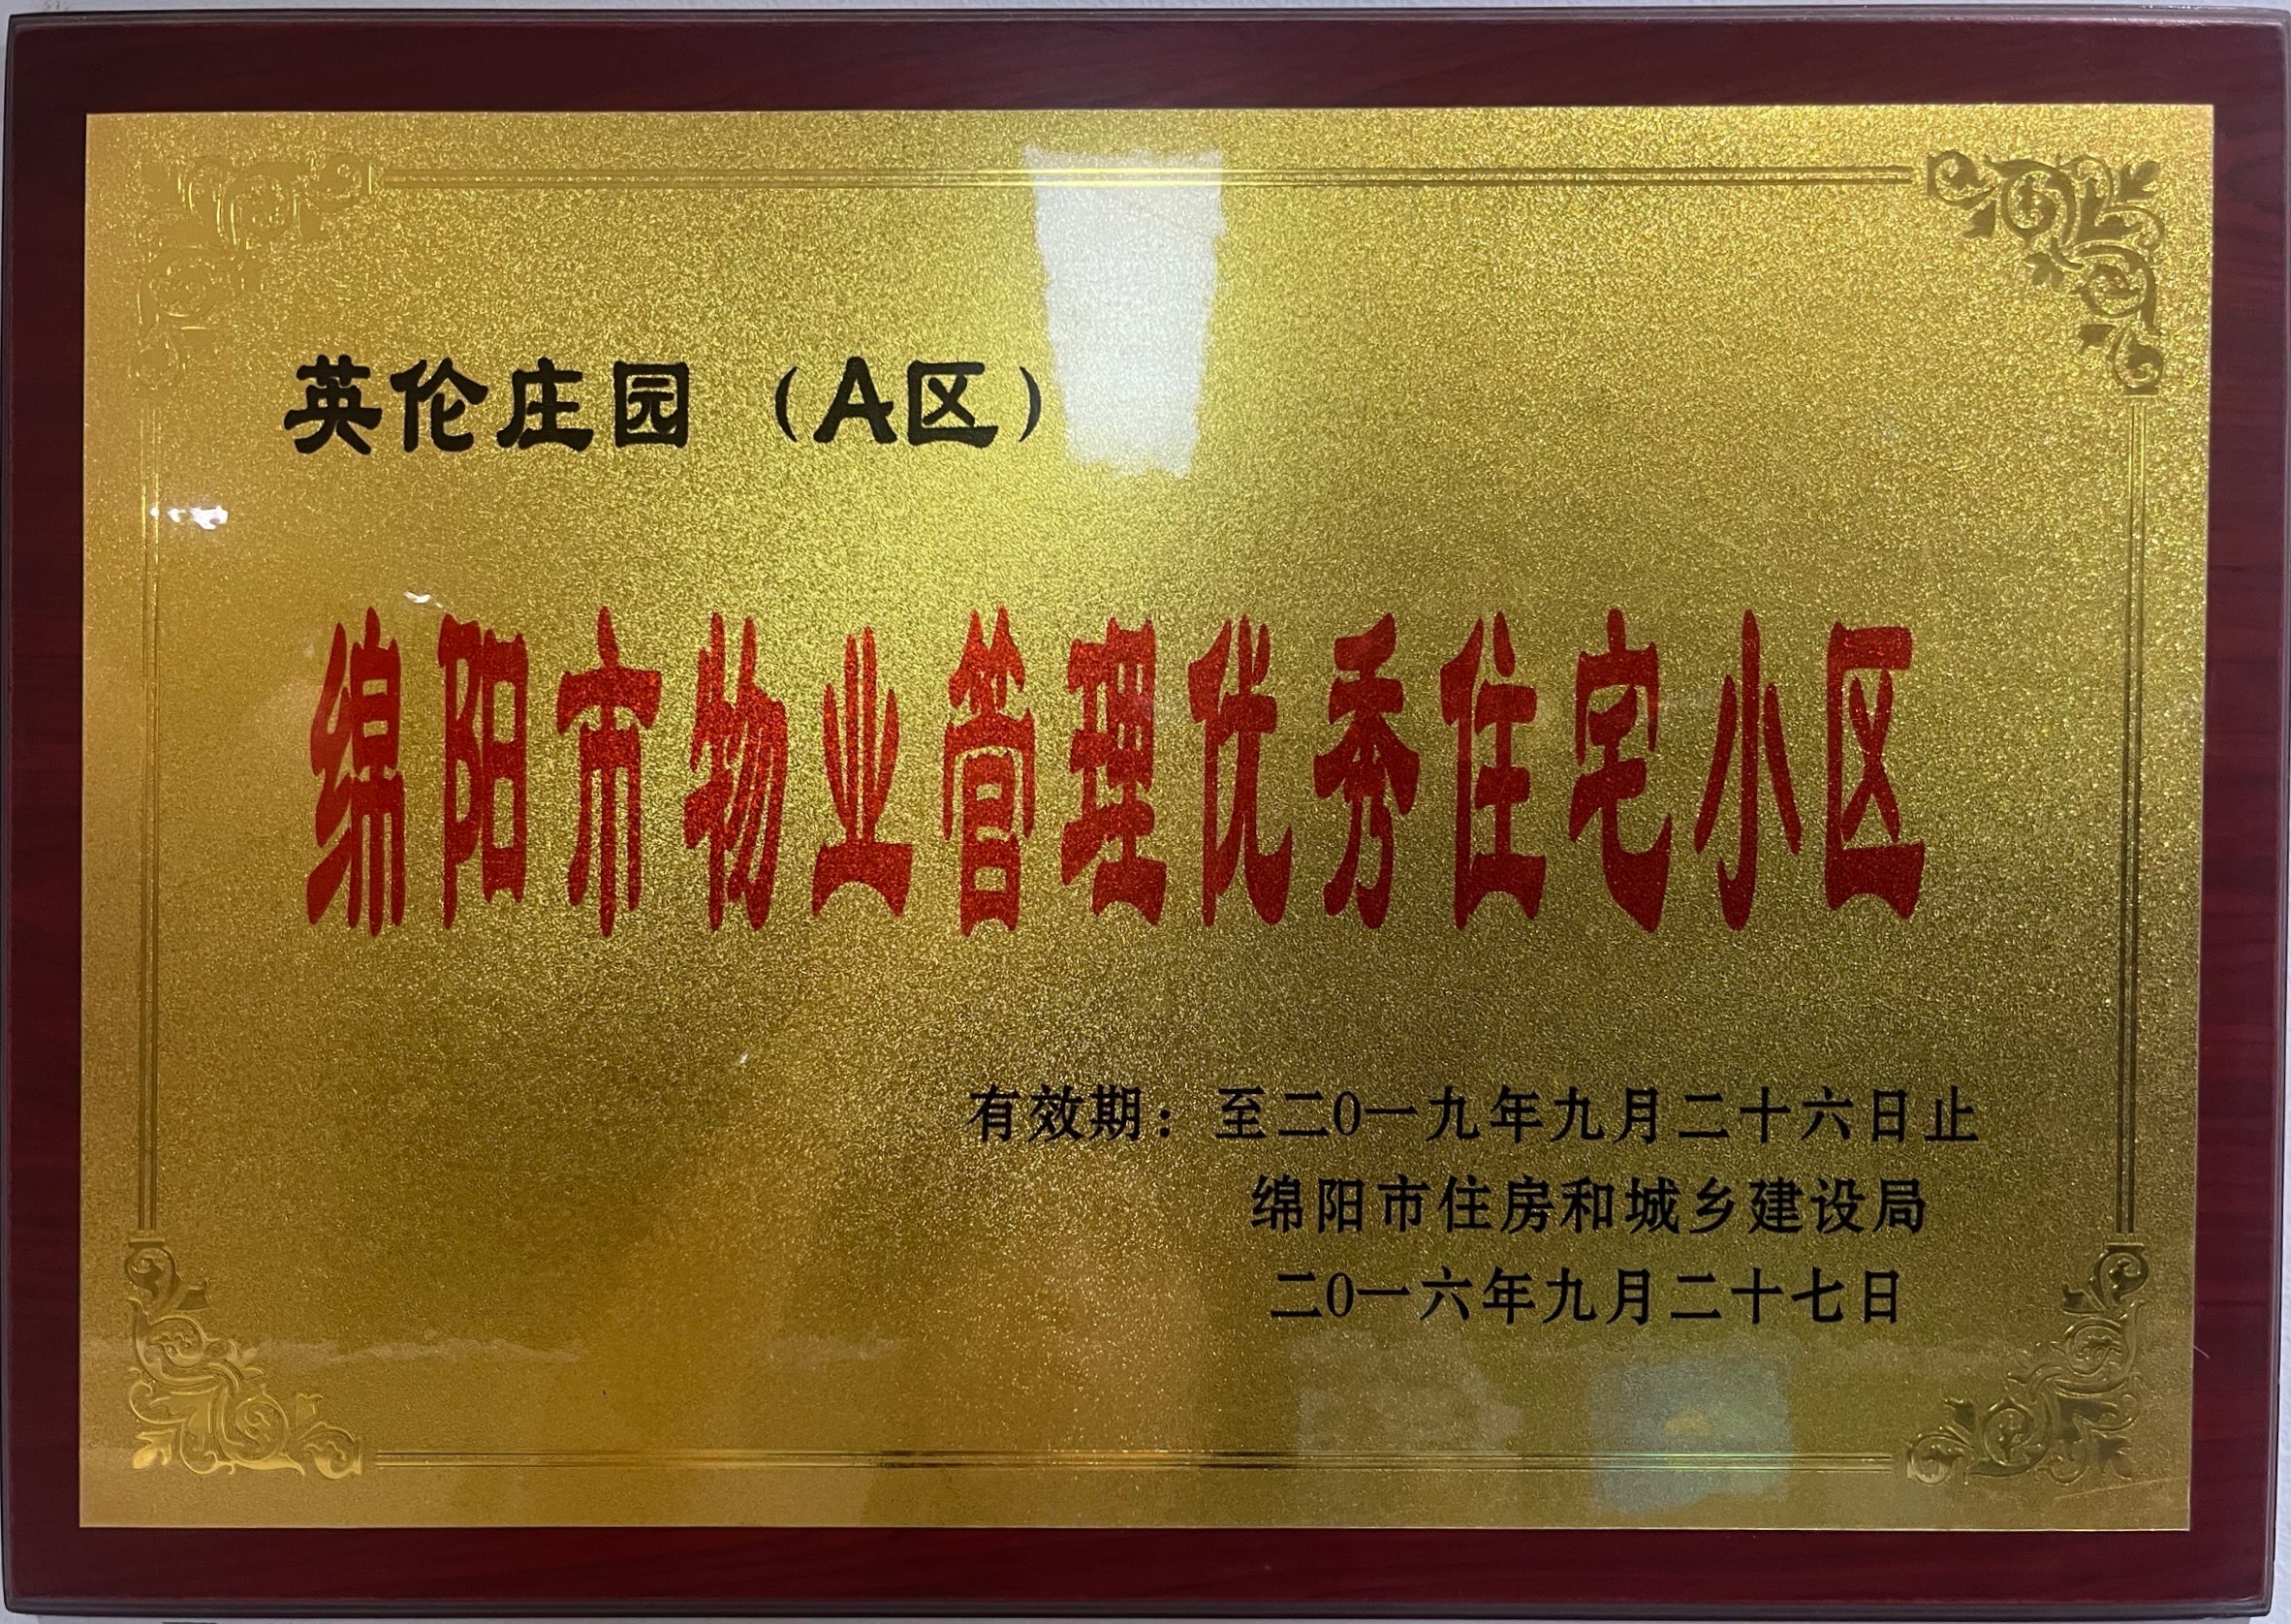 英伦庄园（A区）
绵阳市物业管理优秀住宅小区
有效期：至二0一九年九月二十六日止
绵阳市住房和城乡建设局
二0一六年九月二十七日